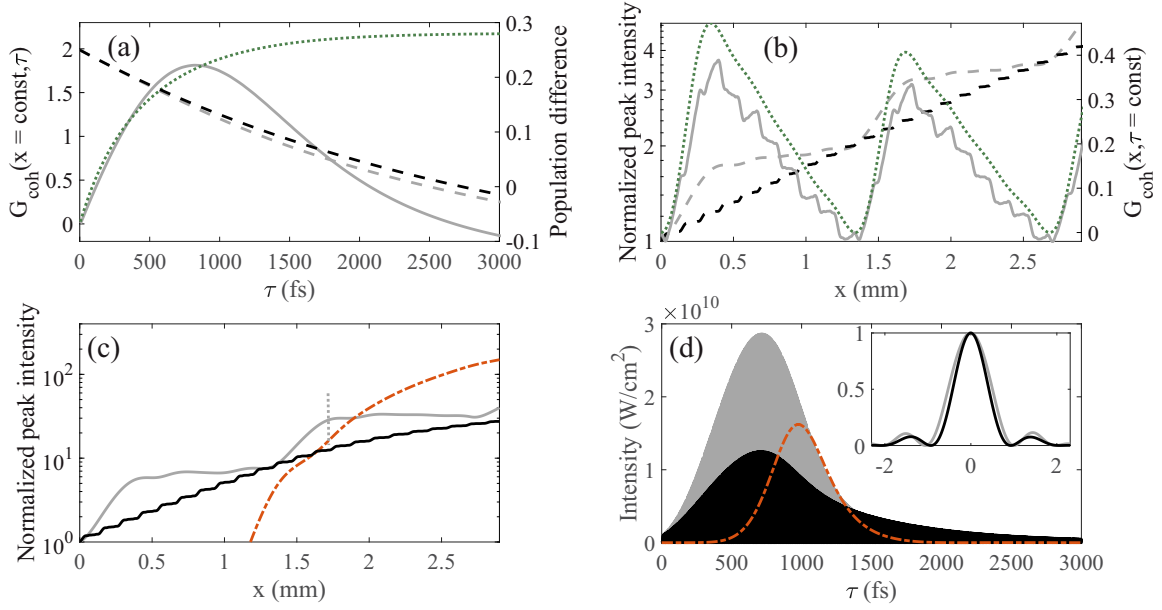 (a)
G_coh(x = const,τ)
2
1.5
1
0.5
0
0.3
0.2
0.1
0
-0.1
Population difference
0 500 1000 1500 2000 2500 3000
τ (fs)
(b)
Normalized peak intensity
4
3
2
1
0.4
0.3
0.2
0.1
0
G_coh(x,τ = const)
0 0.5 1 1.5 2 2.5
x (mm)
(c)
Normalized peak intensity
10^2
10^1
10^0
0 0.5 1 1.5 2 2.5
x (mm)
×10^10
(d)
Intensity (W/cm^2)
3
2
1
0
1
0.5
0
-2 0 2
0 500 1000 1500 2000 2500 3000
τ (fs)